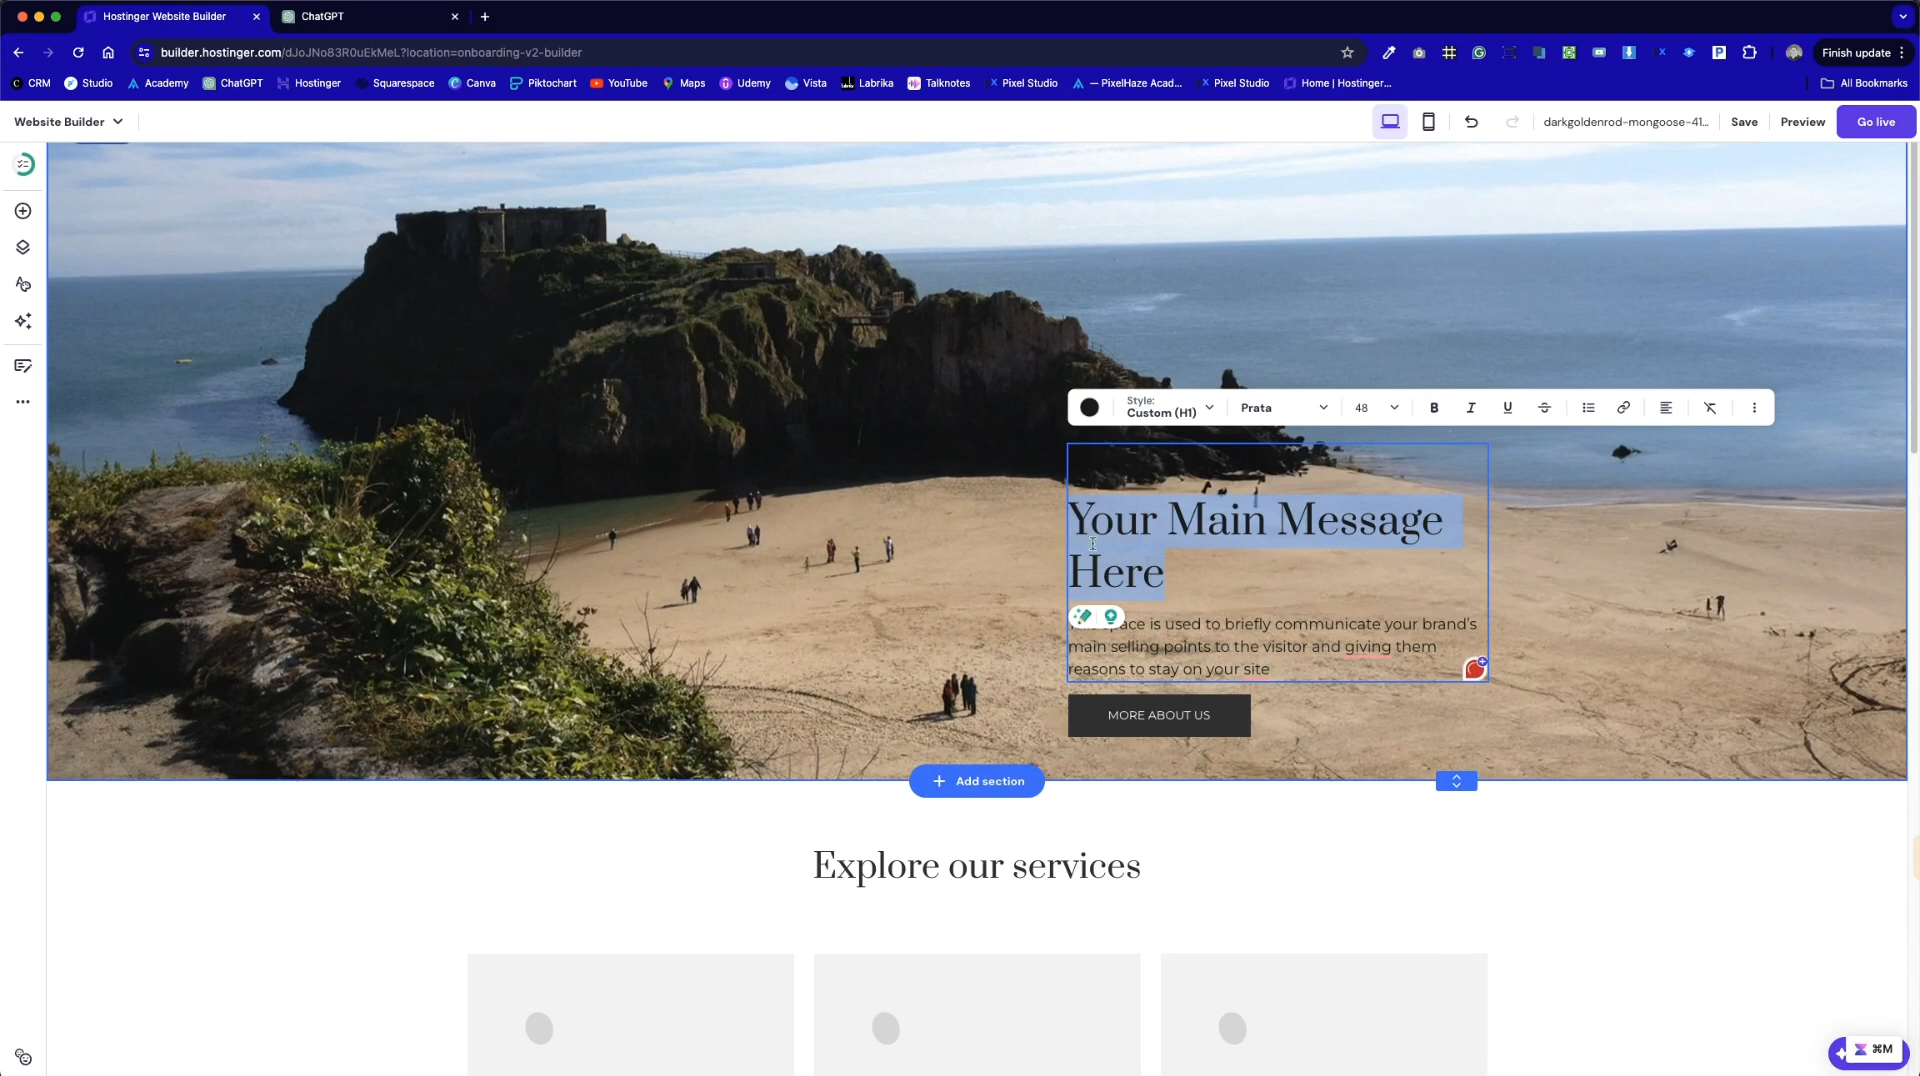 Hostinger Website Builder
ChatGPT
builder.hostinger.com/dJoJNo83R0uEkMeL?location=onboarding-v2-builder
Finish update
CRM
Studio
Academy
ChatGPT
Hostinger
Squarespace
Canva
Piktochart
YouTube
Maps
Udemy
Vista
Labrika
Talknotes
Pixel Studio
— PixelHaze Acad...
Pixel Studio
Home | Hostinger...
All Bookmarks
Website Builder
darkgoldenrod-mongoose-41...
Save
Preview
Go live
Style:
Custom (H1)
Prata
48
B
I
U
S
Your Main Message
Here
space is used to briefly communicate your brand's
main selling points to the visitor and giving them
reasons to stay on your site
MORE ABOUT US
+ Add section
Explore our services
⌘M